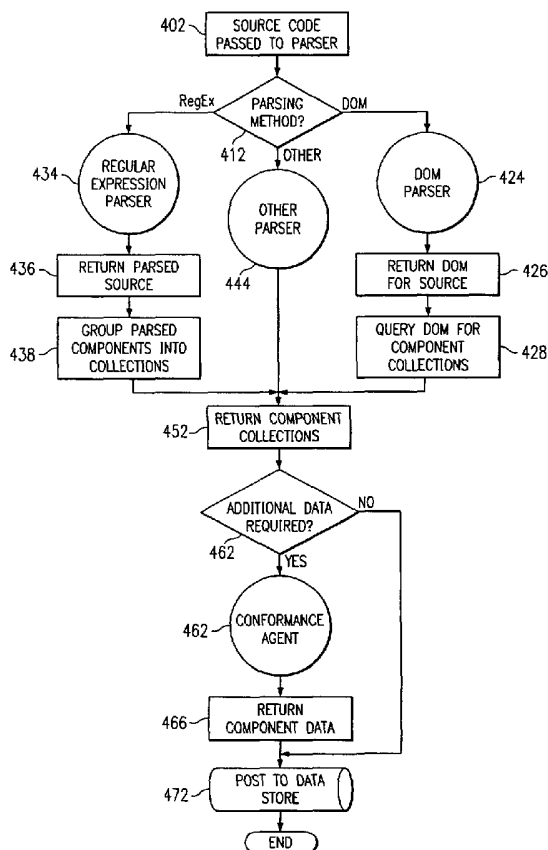 402
SOURCE CODE
PASSED TO PARSER
RegEx
PARSING
METHOD?
DOM
412
OTHER
434
REGULAR
EXPRESSION
PARSER
OTHER
PARSER
444
DOM
PARSER
424
436
RETURN PARSED
SOURCE
RETURN DOM
FOR SOURCE
426
438
GROUP PARSED
COMPONENTS INTO
COLLECTIONS
QUERY DOM FOR
COMPONENT
COLLECTIONS
428
452
RETURN COMPONENT
COLLECTIONS
ADDITIONAL DATA
REQUIRED?
NO
462
YES
462
CONFORMANCE
AGENT
466
RETURN
COMPONENT DATA
472
POST TO DATA
STORE
END